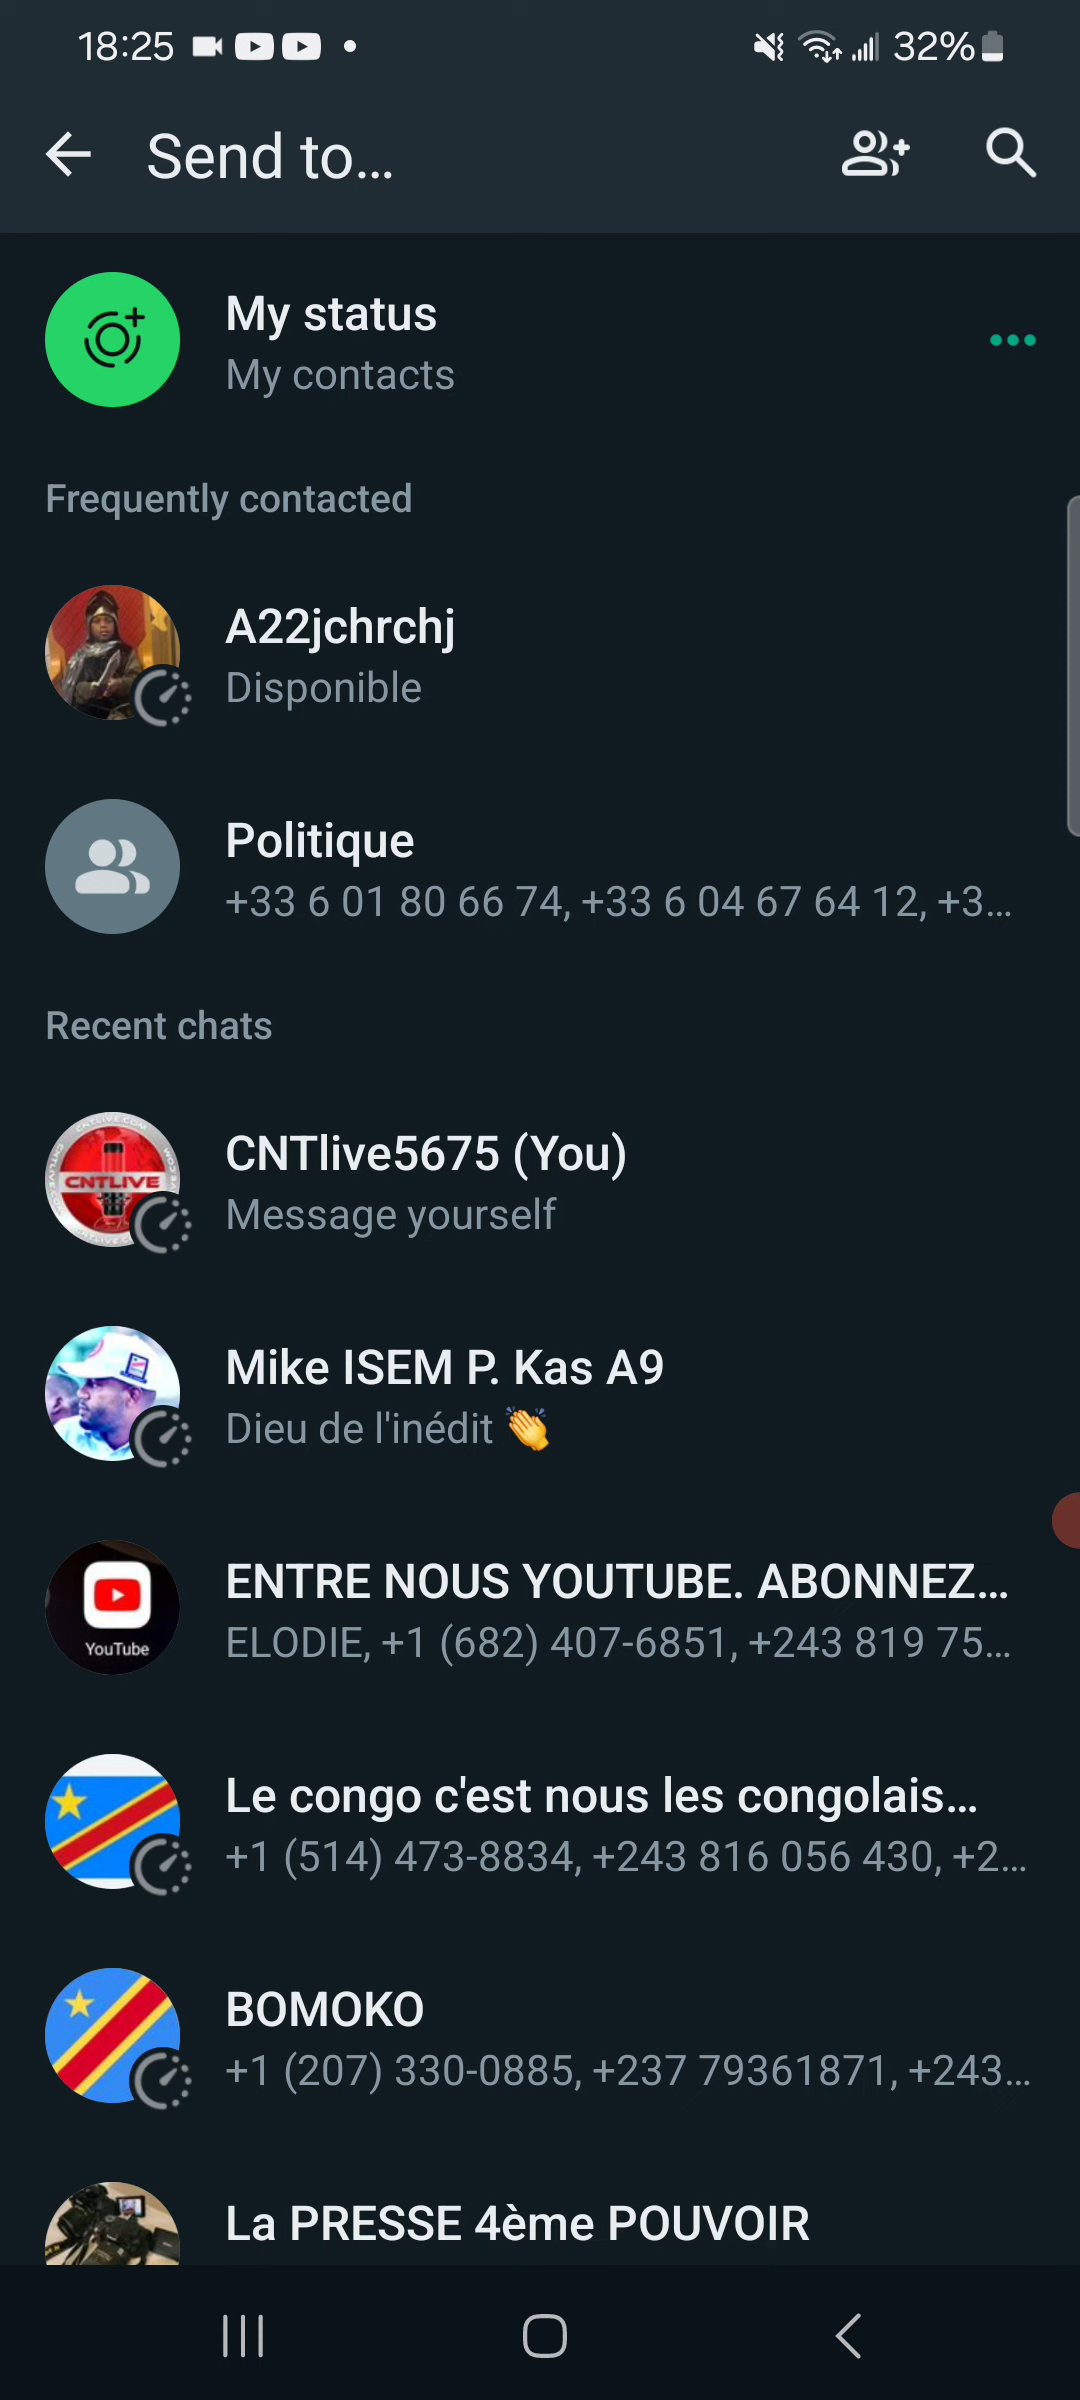 18:25
32%
Send to...
My status
My contacts
Frequently contacted
A22jchrchj
Disponible
Politique
+33 6 01 80 66 74, +33 6 04 67 64 12, +3...
Recent chats
CNTLIVE
CNTlive5675 (You)
Message yourself
Mike ISEM P. Kas A9
Dieu de l'inédit 👏
YouTube
ENTRE NOUS YOUTUBE. ABONNEZ...
ELODIE, +1 (682) 407-6851, +243 819 75...
Le congo c'est nous les congolais...
+1 (514) 473-8834, +243 816 056 430, +2...
BOMOKO
+1 (207) 330-0885, +237 79361871, +243...
La PRESSE 4ème POUVOIR